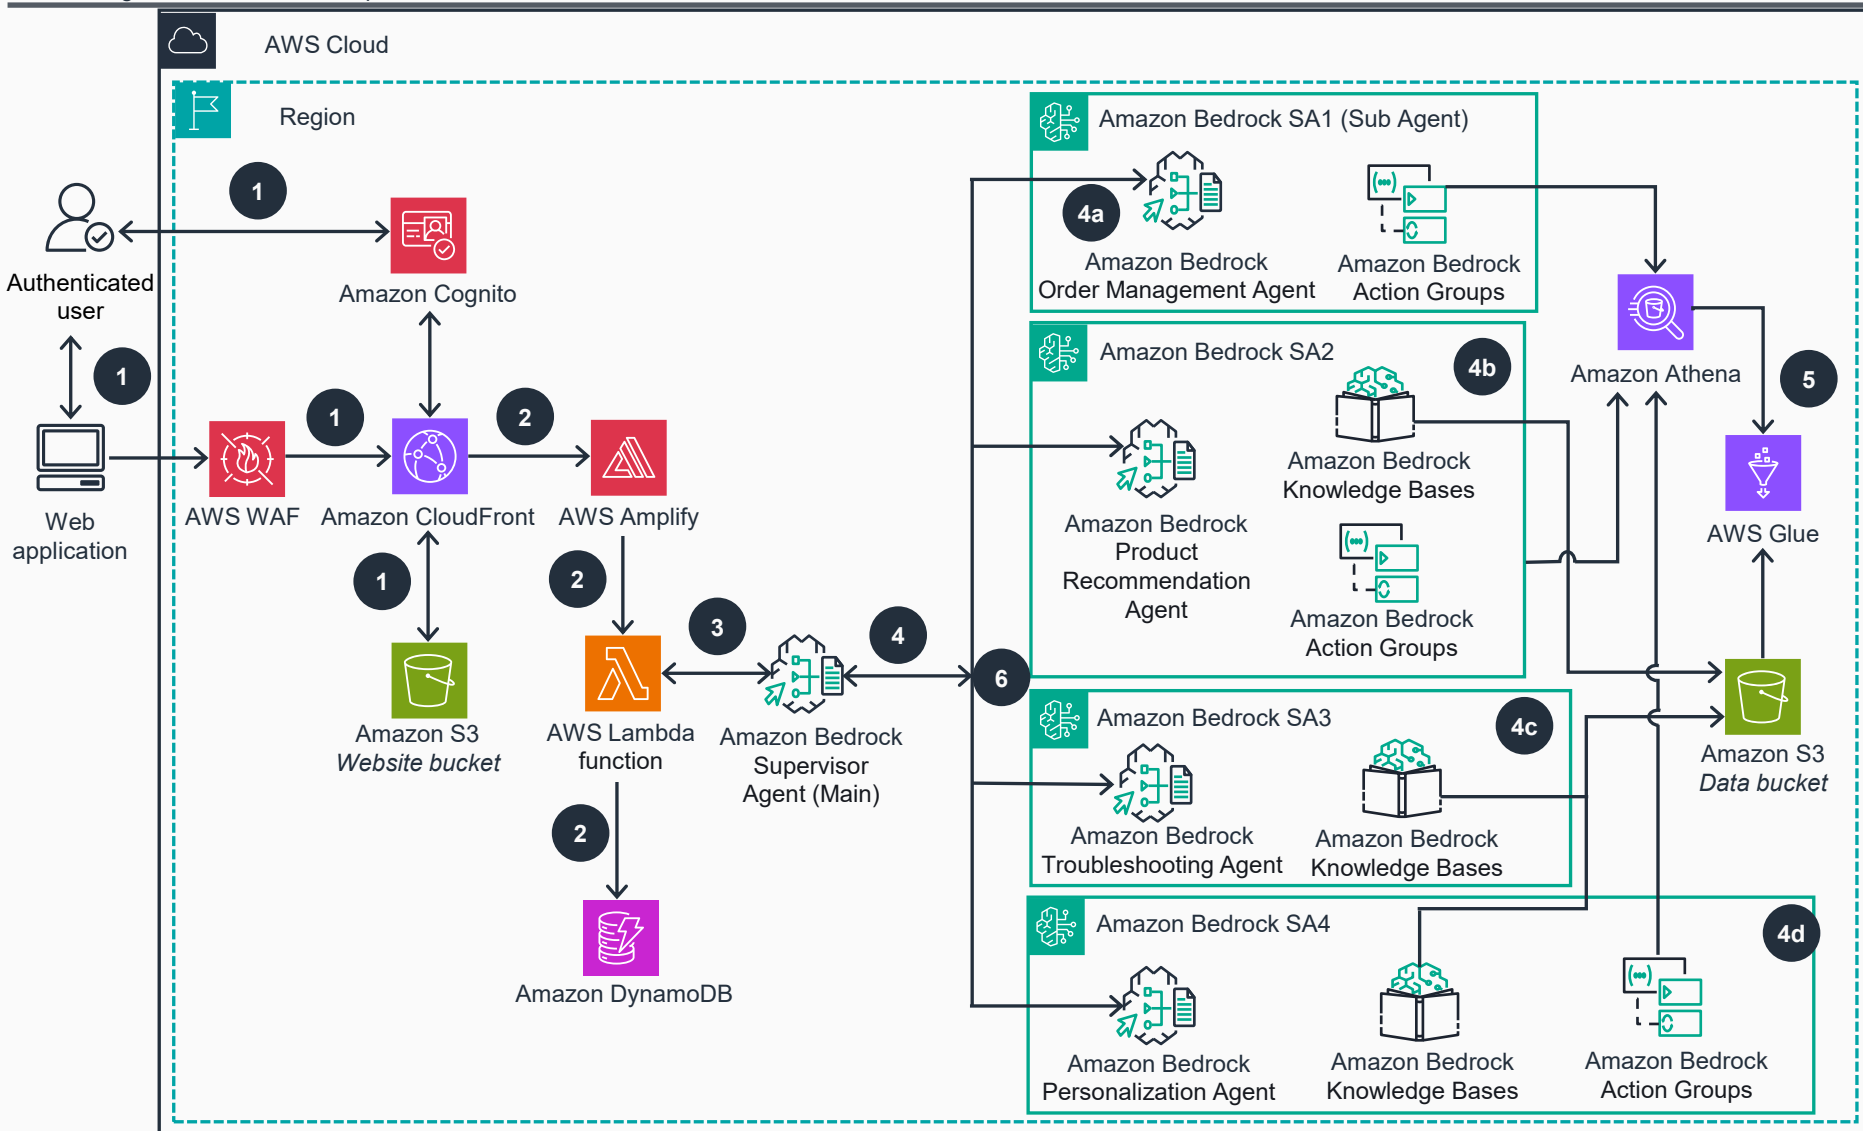 AWS Cloud
Region
1
Authenticated
user
Amazon Cognito
1
1
2
Web
application
AWS WAF
Amazon CloudFront
AWS Amplify
1
2
Amazon S3
Website bucket
AWS Lambda
function
3
Amazon Bedrock
Supervisor
Agent (Main)
4
6
2
Amazon DynamoDB
Amazon Bedrock SA1 (Sub Agent)
4a
Amazon Bedrock
Order Management Agent
Amazon Bedrock
Action Groups
Amazon Bedrock SA2
4b
Amazon Bedrock
Knowledge Bases
Amazon Bedrock
Product
Recommendation
Agent
Amazon Bedrock
Action Groups
Amazon Bedrock SA3
4c
Amazon Bedrock
Troubleshooting Agent
Amazon Bedrock
Knowledge Bases
Amazon Bedrock SA4
4d
Amazon Bedrock
Personalization Agent
Amazon Bedrock
Knowledge Bases
Amazon Bedrock
Action Groups
Amazon Athena
5
AWS Glue
Amazon S3
Data bucket